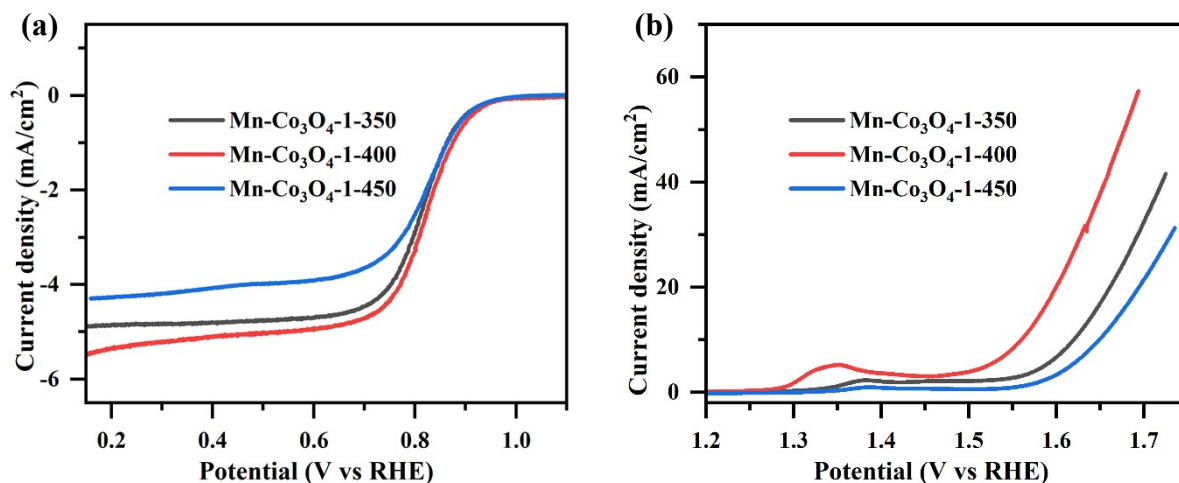 (a)
0
-2
-4
-6
Current density (mA/cm²)
Mn-Co₃O₄-1-350
Mn-Co₃O₄-1-400
Mn-Co₃O₄-1-450
0.2 0.4 0.6 0.8 1.0
Potential (V vs RHE)
(b)
60
40
20
0
Current density (mA/cm²)
Mn-Co₃O₄-1-350
Mn-Co₃O₄-1-400
Mn-Co₃O₄-1-450
1.2 1.3 1.4 1.5 1.6 1.7
Potential (V vs RHE)